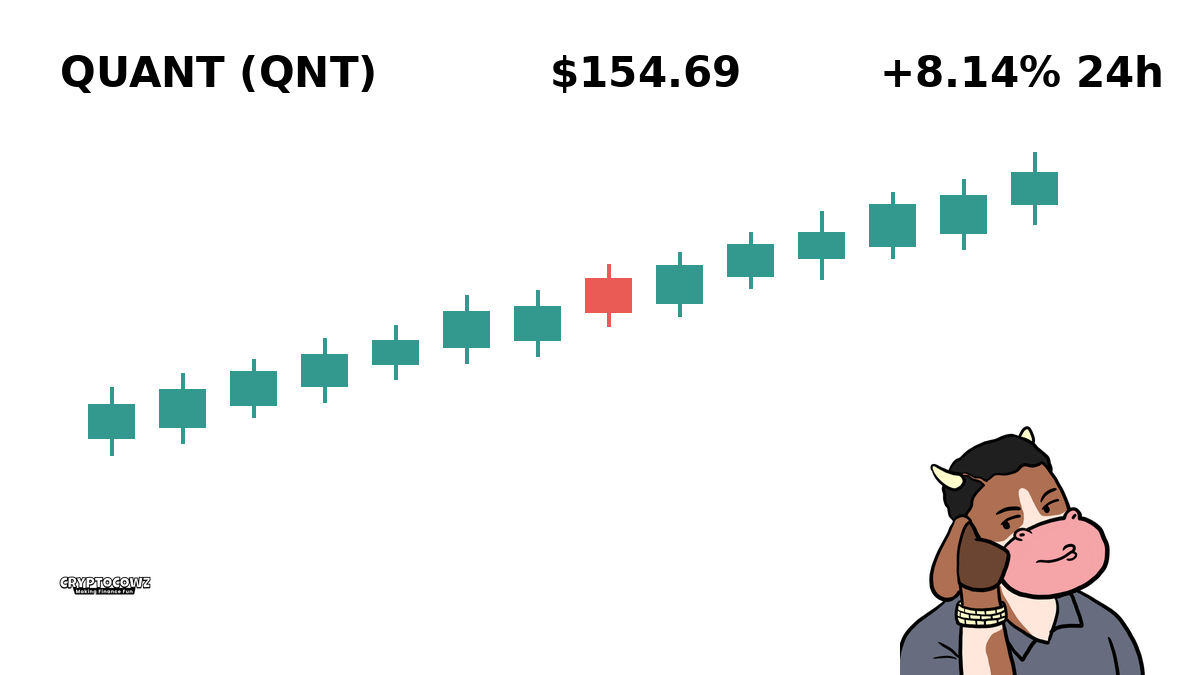 QUANT (QNT) $154.69 +8.14% 24h
CRYPTOCOWZ
Making Finance Fun